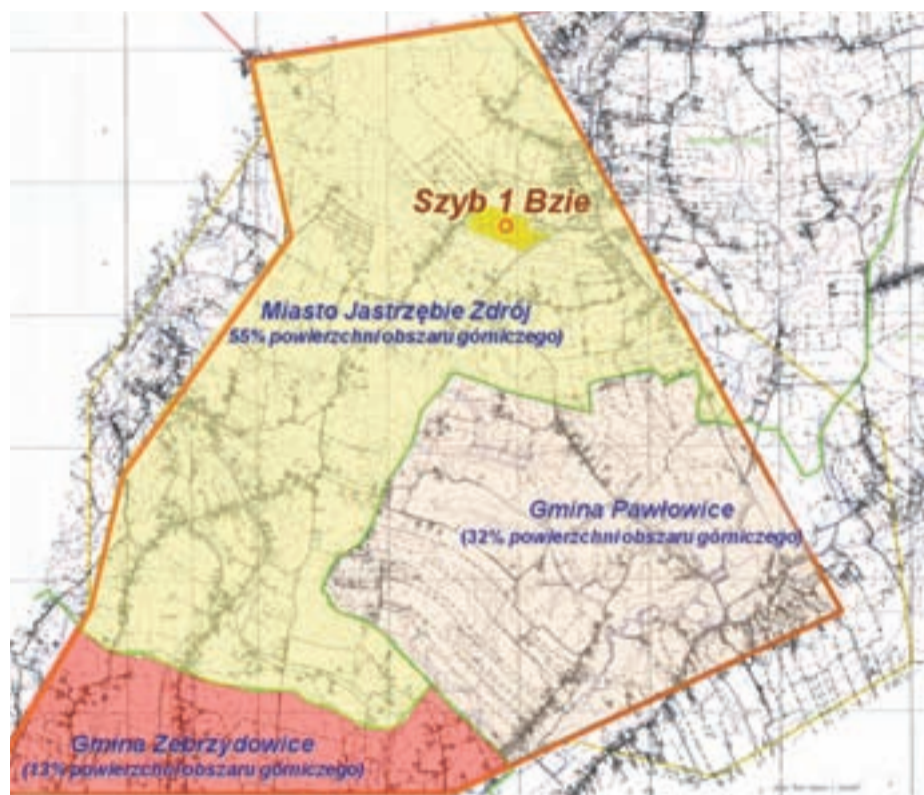 Szyb 1 Bzie
Miasto Jastrzębie Zdrój
55% powierzchni obszaru górniczego)
Gmina Pawłowice
(32% powierzchni obszaru górniczego)
Gmina Zebrzydowice
(13% powierzchni obszaru górniczego)